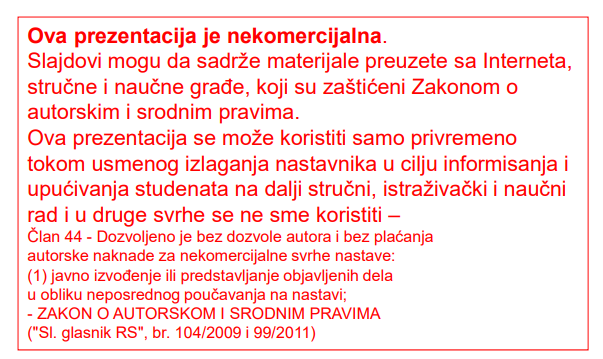 Ova prezentacija je nekomercijalna.
Slajdovi mogu da sadrže materijale preuzete sa Interneta,
stručne i naučne građe, koji su zaštićeni Zakonom o
autorskim i srodnim pravima.
Ova prezentacija se može koristiti samo privremeno
tokom usmenog izlaganja nastavnika u cilju informisanja i
upućivanja studenata na dalji stručni, istraživački i naučni
rad i u druge svrhe se ne sme koristiti –
Član 44 - Dozvoljeno je bez dozvole autora i bez plaćanja
autorske naknade za nekomercijalne svrhe nastave:
(1) javno izvođenje ili predstavljanje objavljenih dela
u obliku neposrednog poučavanja na nastavi;
- ZAKON O AUTORSKOM I SRODNIM PRAVIMA
("Sl. glasnik RS", br. 104/2009 i 99/2011)